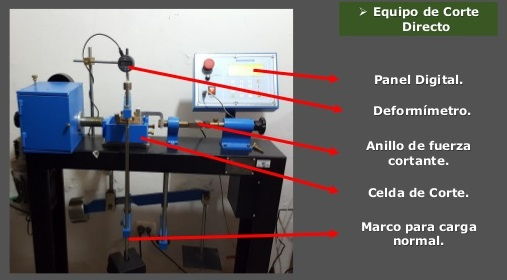 ➢ Equipo de Corte
Directo
Panel Digital.
Deformímetro.
Anillo de fuerza
cortante.
Celda de Corte.
Marco para carga
normal.